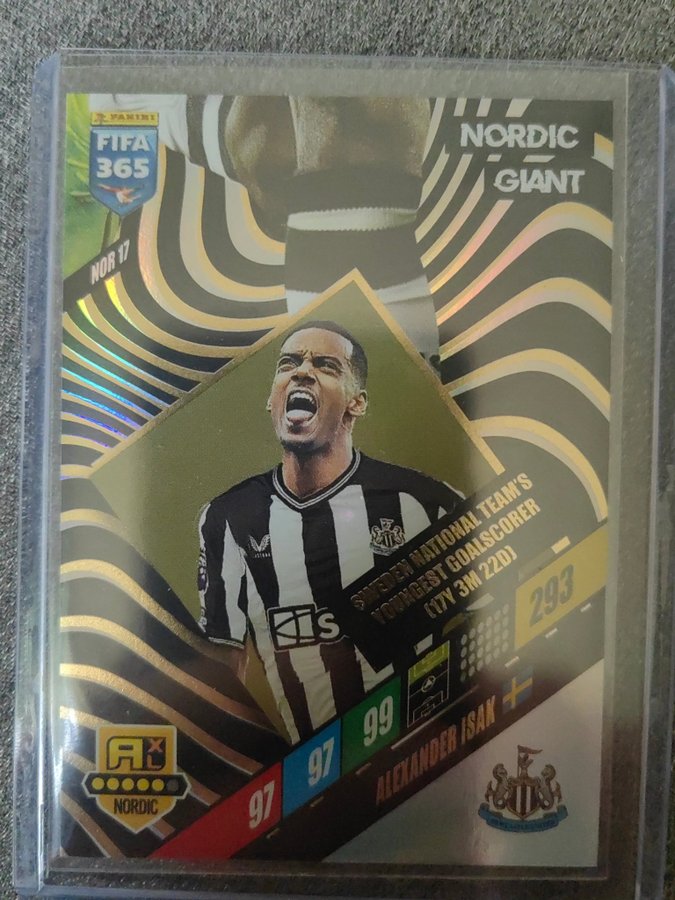 PANINI
FIFA
365
NORDIC
GIANT
NOR 17
SWEDEN NATIONAL TEAM'S
YOUNGEST GOALSCORER
(17Y 3M 22D)
293
97
97
99
ALEXANDER ISAK
AXL
NORDIC